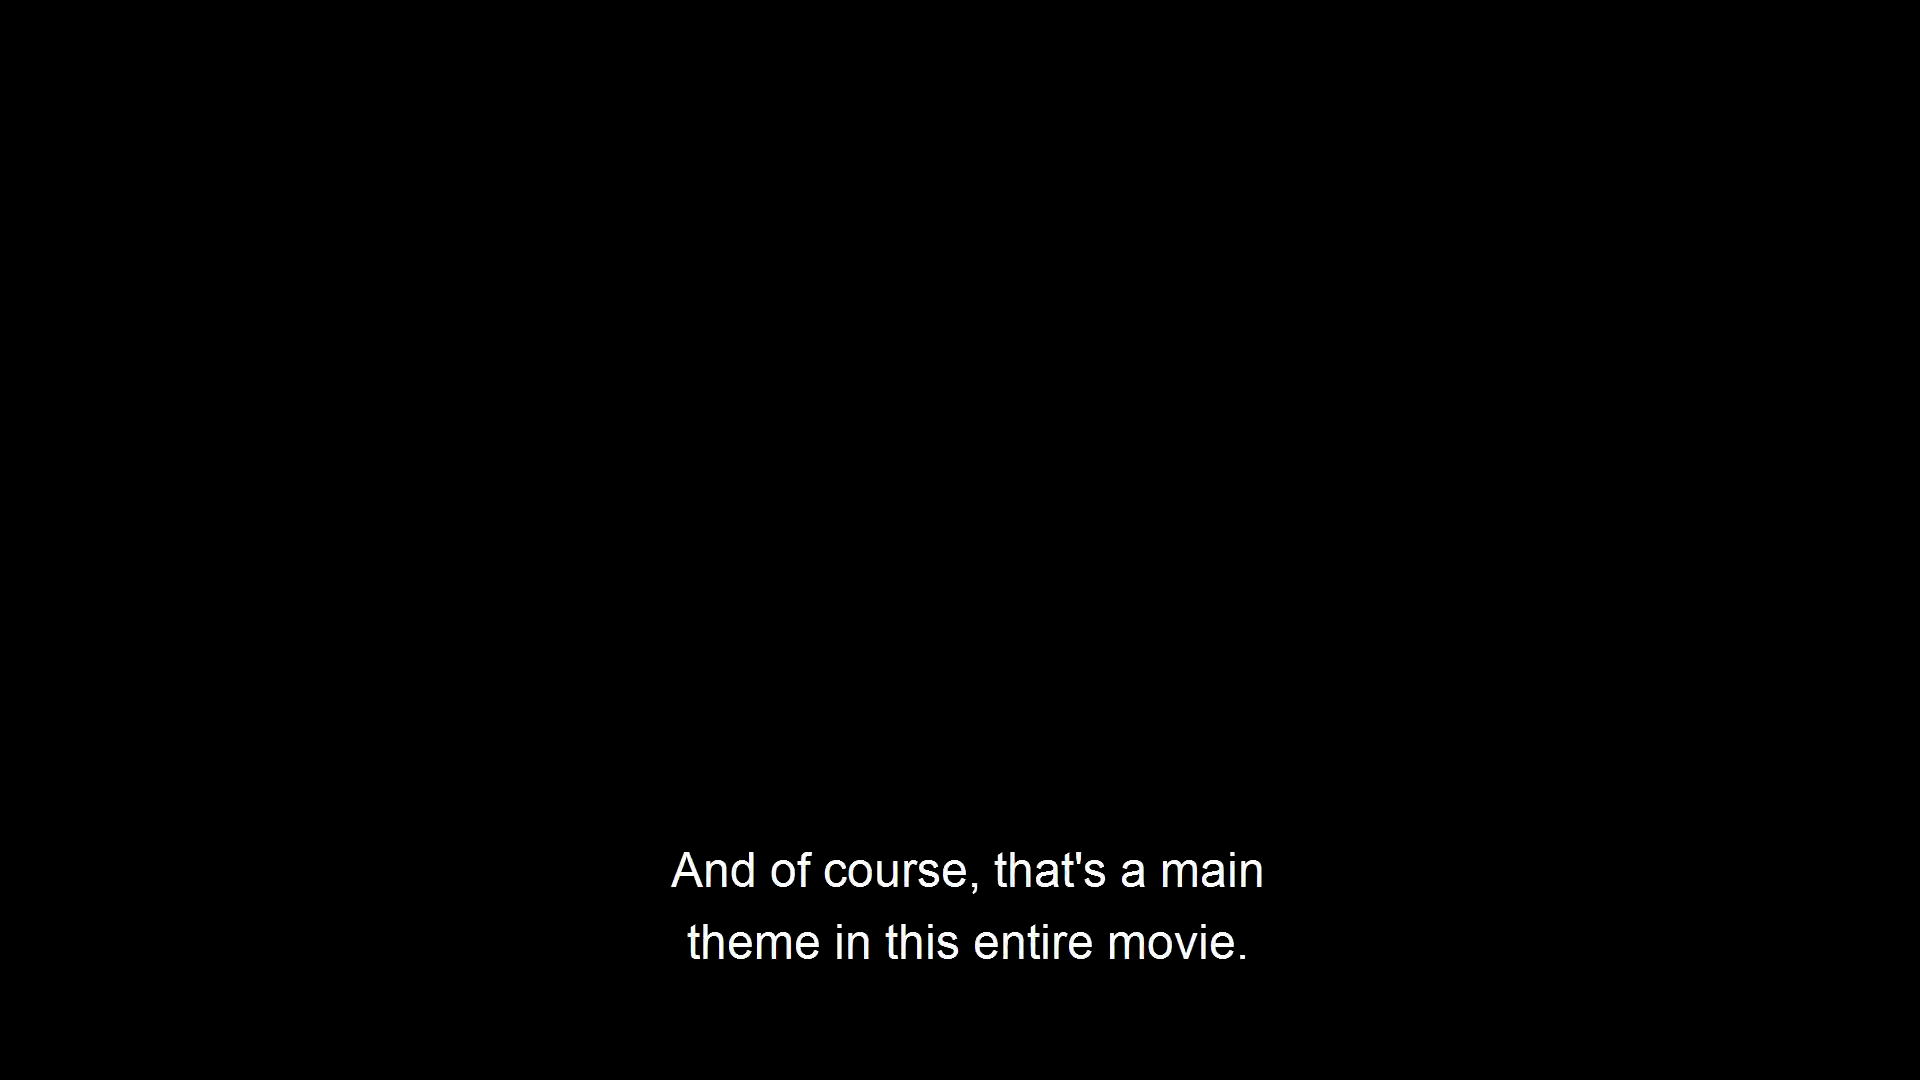 And of course, that's a main
theme in this entire movie.